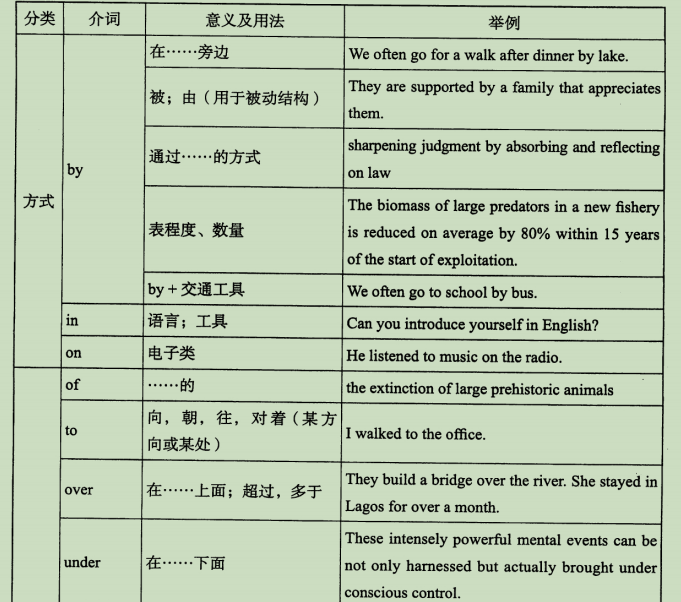 分类 介词 意义及用法 举例
方式 by 在……旁边 We often go for a walk after dinner by lake.
被；由（用于被动结构） They are supported by a family that appreciates
them.
通过……的方式 sharpening judgment by absorbing and reflecting
on law
表程度、数量 The biomass of large predators in a new fishery
is reduced on average by 80% within 15 years
of the start of exploitation.
by + 交通工具 We often go to school by bus.
in 语言；工具 Can you introduce yourself in English?
on 电子类 He listened to music on the radio.
of ……的 the extinction of large prehistoric animals
to 向，朝，往，对着（某方
向或某处） I walked to the office.
over 在……上面；超过，多于 They build a bridge over the river. She stayed in
Lagos for over a month.
under 在……下面 These intensely powerful mental events can be
not only harnessed but actually brought under
conscious control.